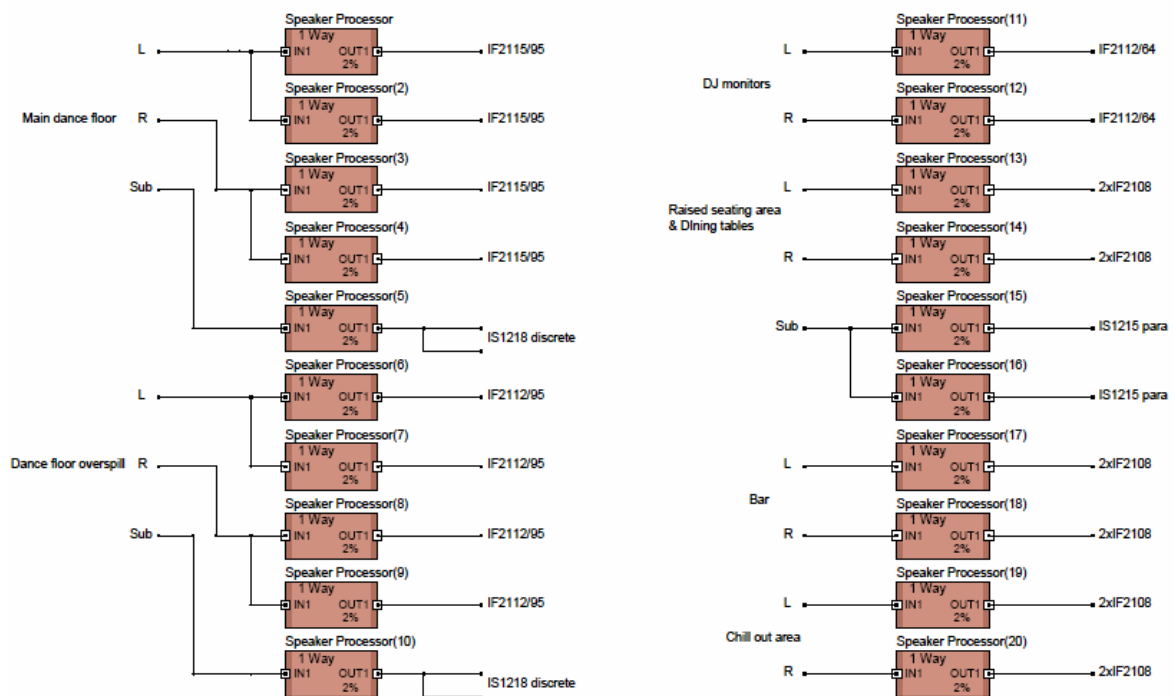 Speaker Processor
1 Way
L IN1 OUT1 IF2115/95
2%
Speaker Processor(2)
1 Way
IN1 OUT1 IF2115/95
2%
Main dance floor R
Speaker Processor(3)
1 Way
Sub IN1 OUT1 IF2115/95
2%
Speaker Processor(4)
1 Way
IN1 OUT1 IF2115/95
2%
Speaker Processor(5)
1 Way
IN1 OUT1 IS1218 discrete
2%
Speaker Processor(6)
1 Way
L IN1 OUT1 IF2112/95
2%
Speaker Processor(7)
1 Way
Dance floor overspill R IN1 OUT1 IF2112/95
2%
Speaker Processor(8)
1 Way
Sub IN1 OUT1 IF2112/95
2%
Speaker Processor(9)
1 Way
IN1 OUT1 IF2112/95
2%
Speaker Processor(10)
1 Way
IN1 OUT1 IS1218 discrete
2%
Speaker Processor(11)
1 Way
L IN1 OUT1 IF2112/64
2%
DJ monitors
Speaker Processor(12)
1 Way
R IN1 OUT1 IF2112/64
2%
Speaker Processor(13)
1 Way
L IN1 OUT1 2xIF2108
2%
Raised seating area
& DIning tables
Speaker Processor(14)
1 Way
R IN1 OUT1 2xIF2108
2%
Speaker Processor(15)
1 Way
Sub IN1 OUT1 IS1215 para
2%
Speaker Processor(16)
1 Way
IN1 OUT1 IS1215 para
2%
Speaker Processor(17)
1 Way
L IN1 OUT1 2xIF2108
2%
Bar
Speaker Processor(18)
1 Way
R IN1 OUT1 2xIF2108
2%
Speaker Processor(19)
1 Way
L IN1 OUT1 2xIF2108
2%
Chill out area
Speaker Processor(20)
1 Way
R IN1 OUT1 2xIF2108
2%